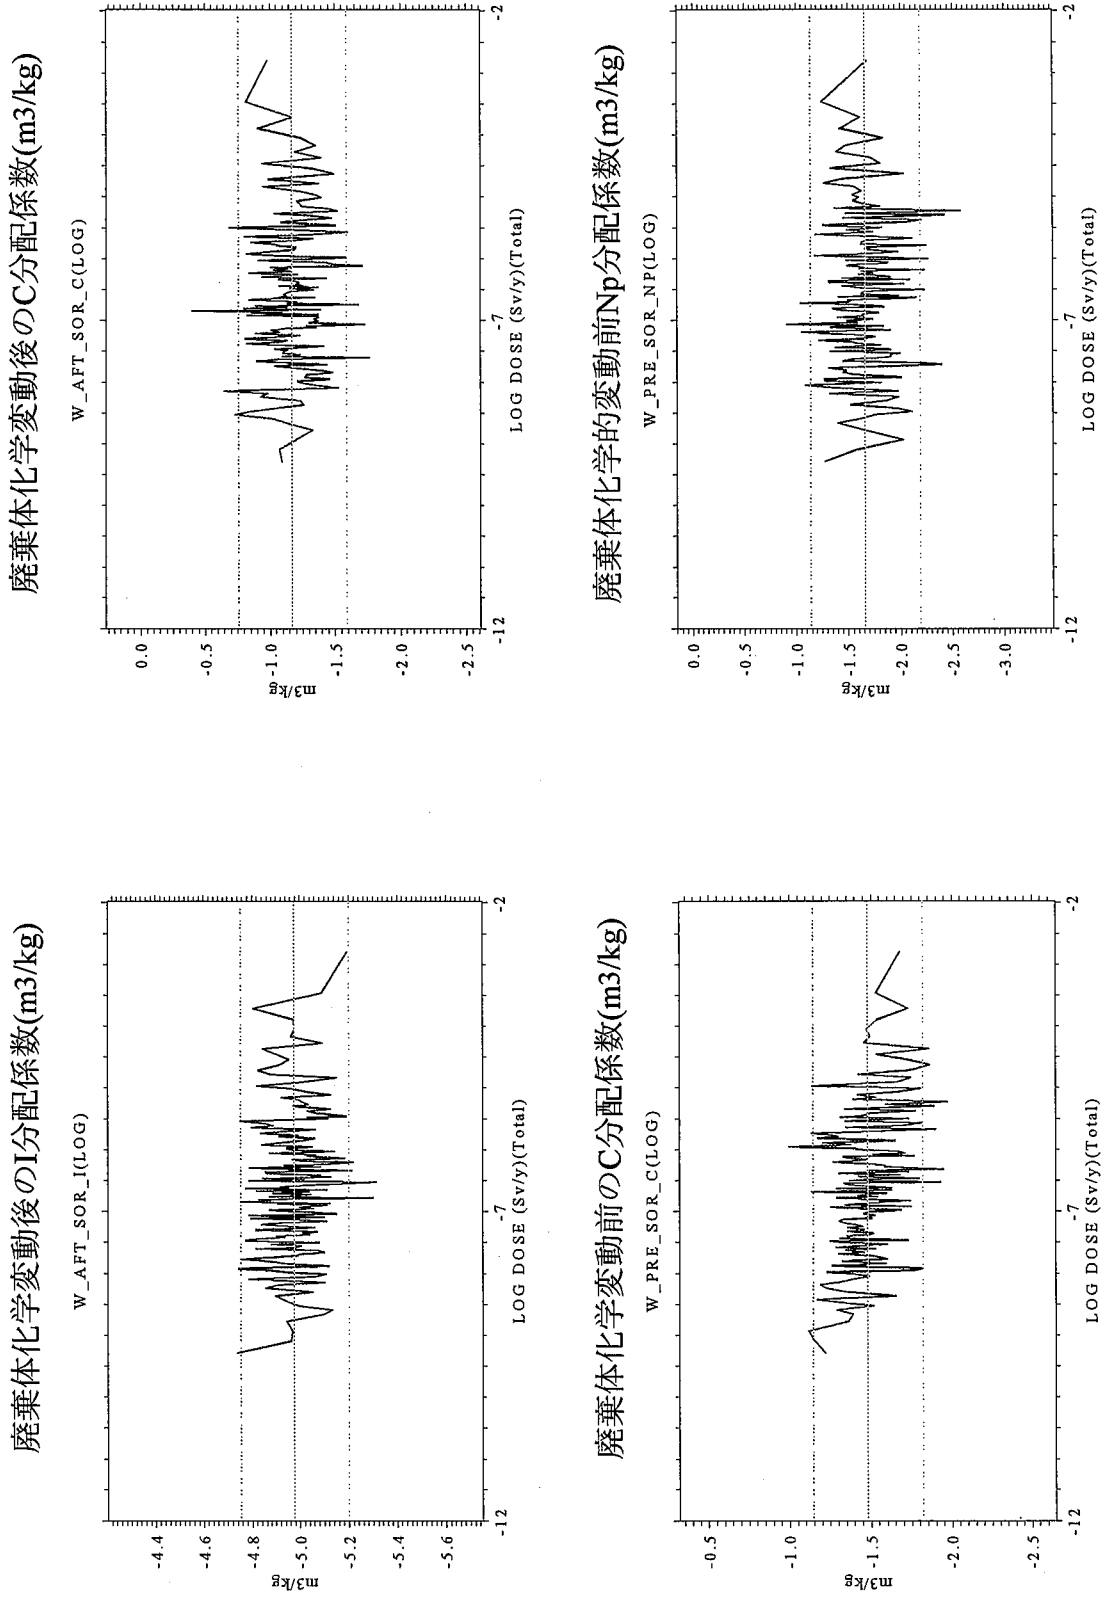 廃棄体化学変動後のI分配係数(m3/kg)
W_AFT_SOR_I(LOG)
m3/kg
-4.4
-4.6
-4.8
-5.0
-5.2
-5.4
-5.6
-12
-7
-2
LOG DOSE (Sv/y)(Total)
廃棄体化学変動後のC分配係数(m3/kg)
W_AFT_SOR_C(LOG)
m3/kg
0.0
-0.5
-1.0
-1.5
-2.0
-2.5
-12
-7
-2
LOG DOSE (Sv/y)(Total)
廃棄体化学変動前のC分配係数(m3/kg)
W_PRE_SOR_C(LOG)
m3/kg
-0.5
-1.0
-1.5
-2.0
-2.5
-12
-7
-2
LOG DOSE (Sv/y)(Total)
廃棄体化学的変動前Np分配係数(m3/kg)
W_PRE_SOR_NP(LOG)
m3/kg
0.0
-0.5
-1.0
-1.5
-2.0
-2.5
-3.0
-12
-7
-2
LOG DOSE (Sv/y)(Total)